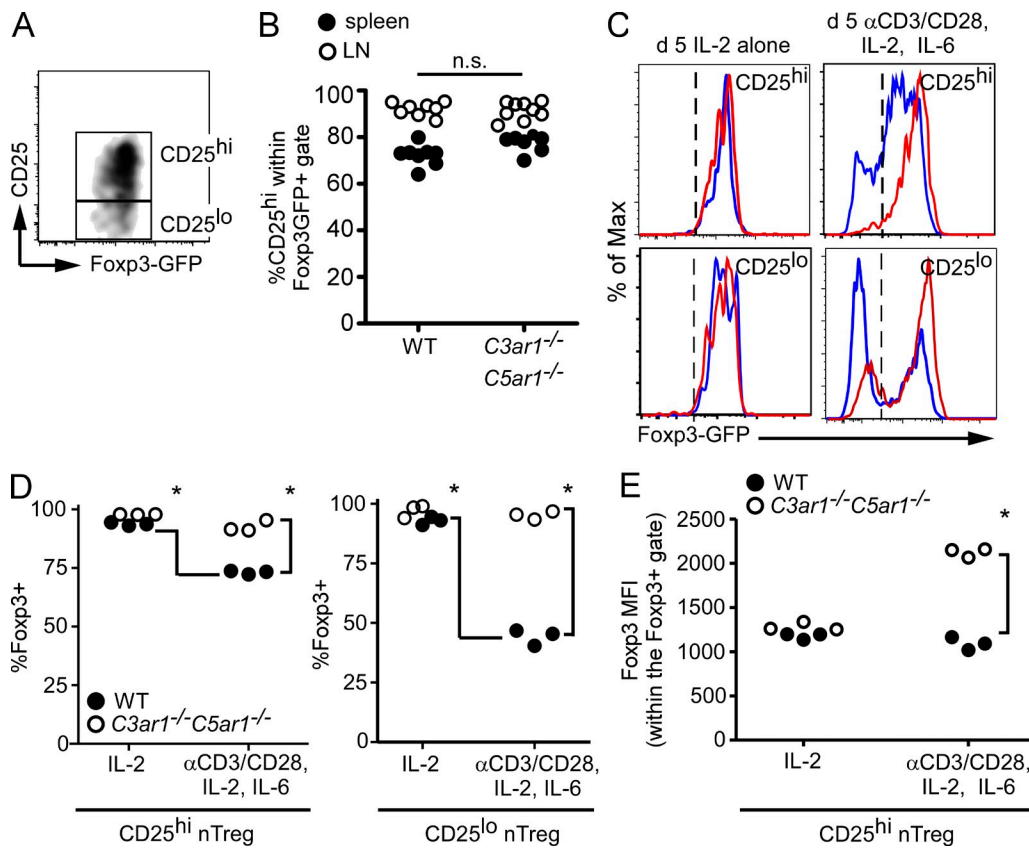 A
CD25
CD25hi
CD25lo
Foxp3-GFP
B
spleen
LN
n.s.
%CD25hi within
Foxp3GFP+ gate
100
80
60
40
20
0
WT
C3ar1-/-
C5ar1-/-
C
d 5 IL-2 alone
d 5 αCD3/CD28,
IL-2, IL-6
CD25hi
CD25hi
CD25lo
CD25lo
% of Max
Foxp3-GFP
D
%Foxp3+
100
75
50
25
0
*
*
WT
C3ar1-/-C5ar1-/-
IL-2
αCD3/CD28,
IL-2, IL-6
CD25hi nTreg
%Foxp3+
100
75
50
25
0
*
*
IL-2
αCD3/CD28,
IL-2, IL-6
CD25lo nTreg
E
WT
C3ar1-/-C5ar1-/-
Foxp3 MFI
(within the Foxp3+ gate)
2500
2000
1500
1000
500
0
*
IL-2
αCD3/CD28,
IL-2, IL-6
CD25hi nTreg